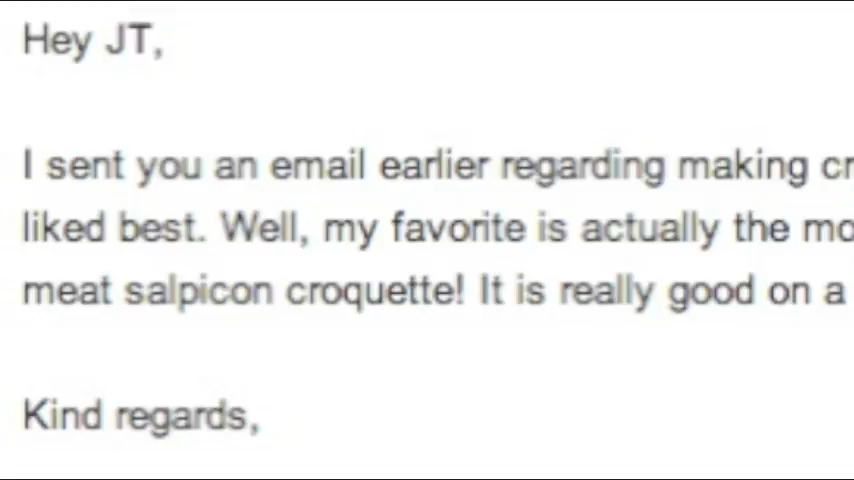 Hey JT,
I sent you an email earlier regarding making
liked best. Well, my favorite is actually the
meat salpicon croquette! It is really good on a
Kind regards,